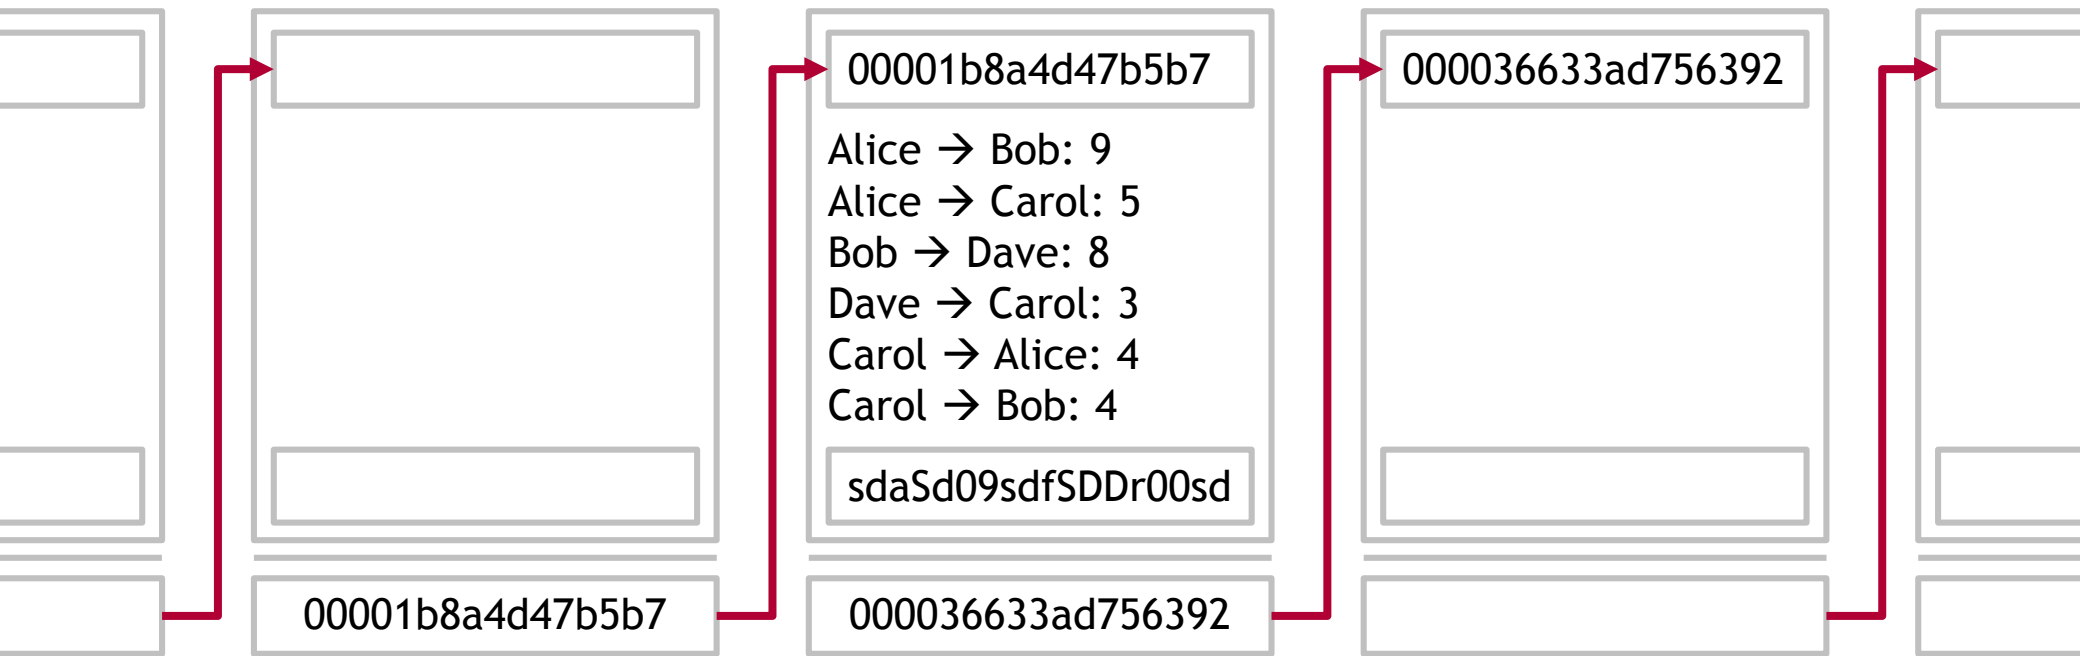 00001b8a4d47b5b7
000036633ad756392
Alice → Bob: 9
Alice → Carol: 5
Bob → Dave: 8
Dave → Carol: 3
Carol → Alice: 4
Carol → Bob: 4
sdaSd09sdfSDDr00sd
00001b8a4d47b5b7
000036633ad756392